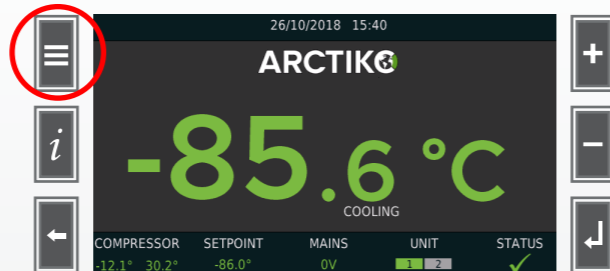 26/10/2018 15:40
ARCTIKO
i
-85.6 °C
COOLING
COMPRESSOR SETPOINT MAINS UNIT STATUS
-12.1° 30.2° -86.0° 0V 1 2